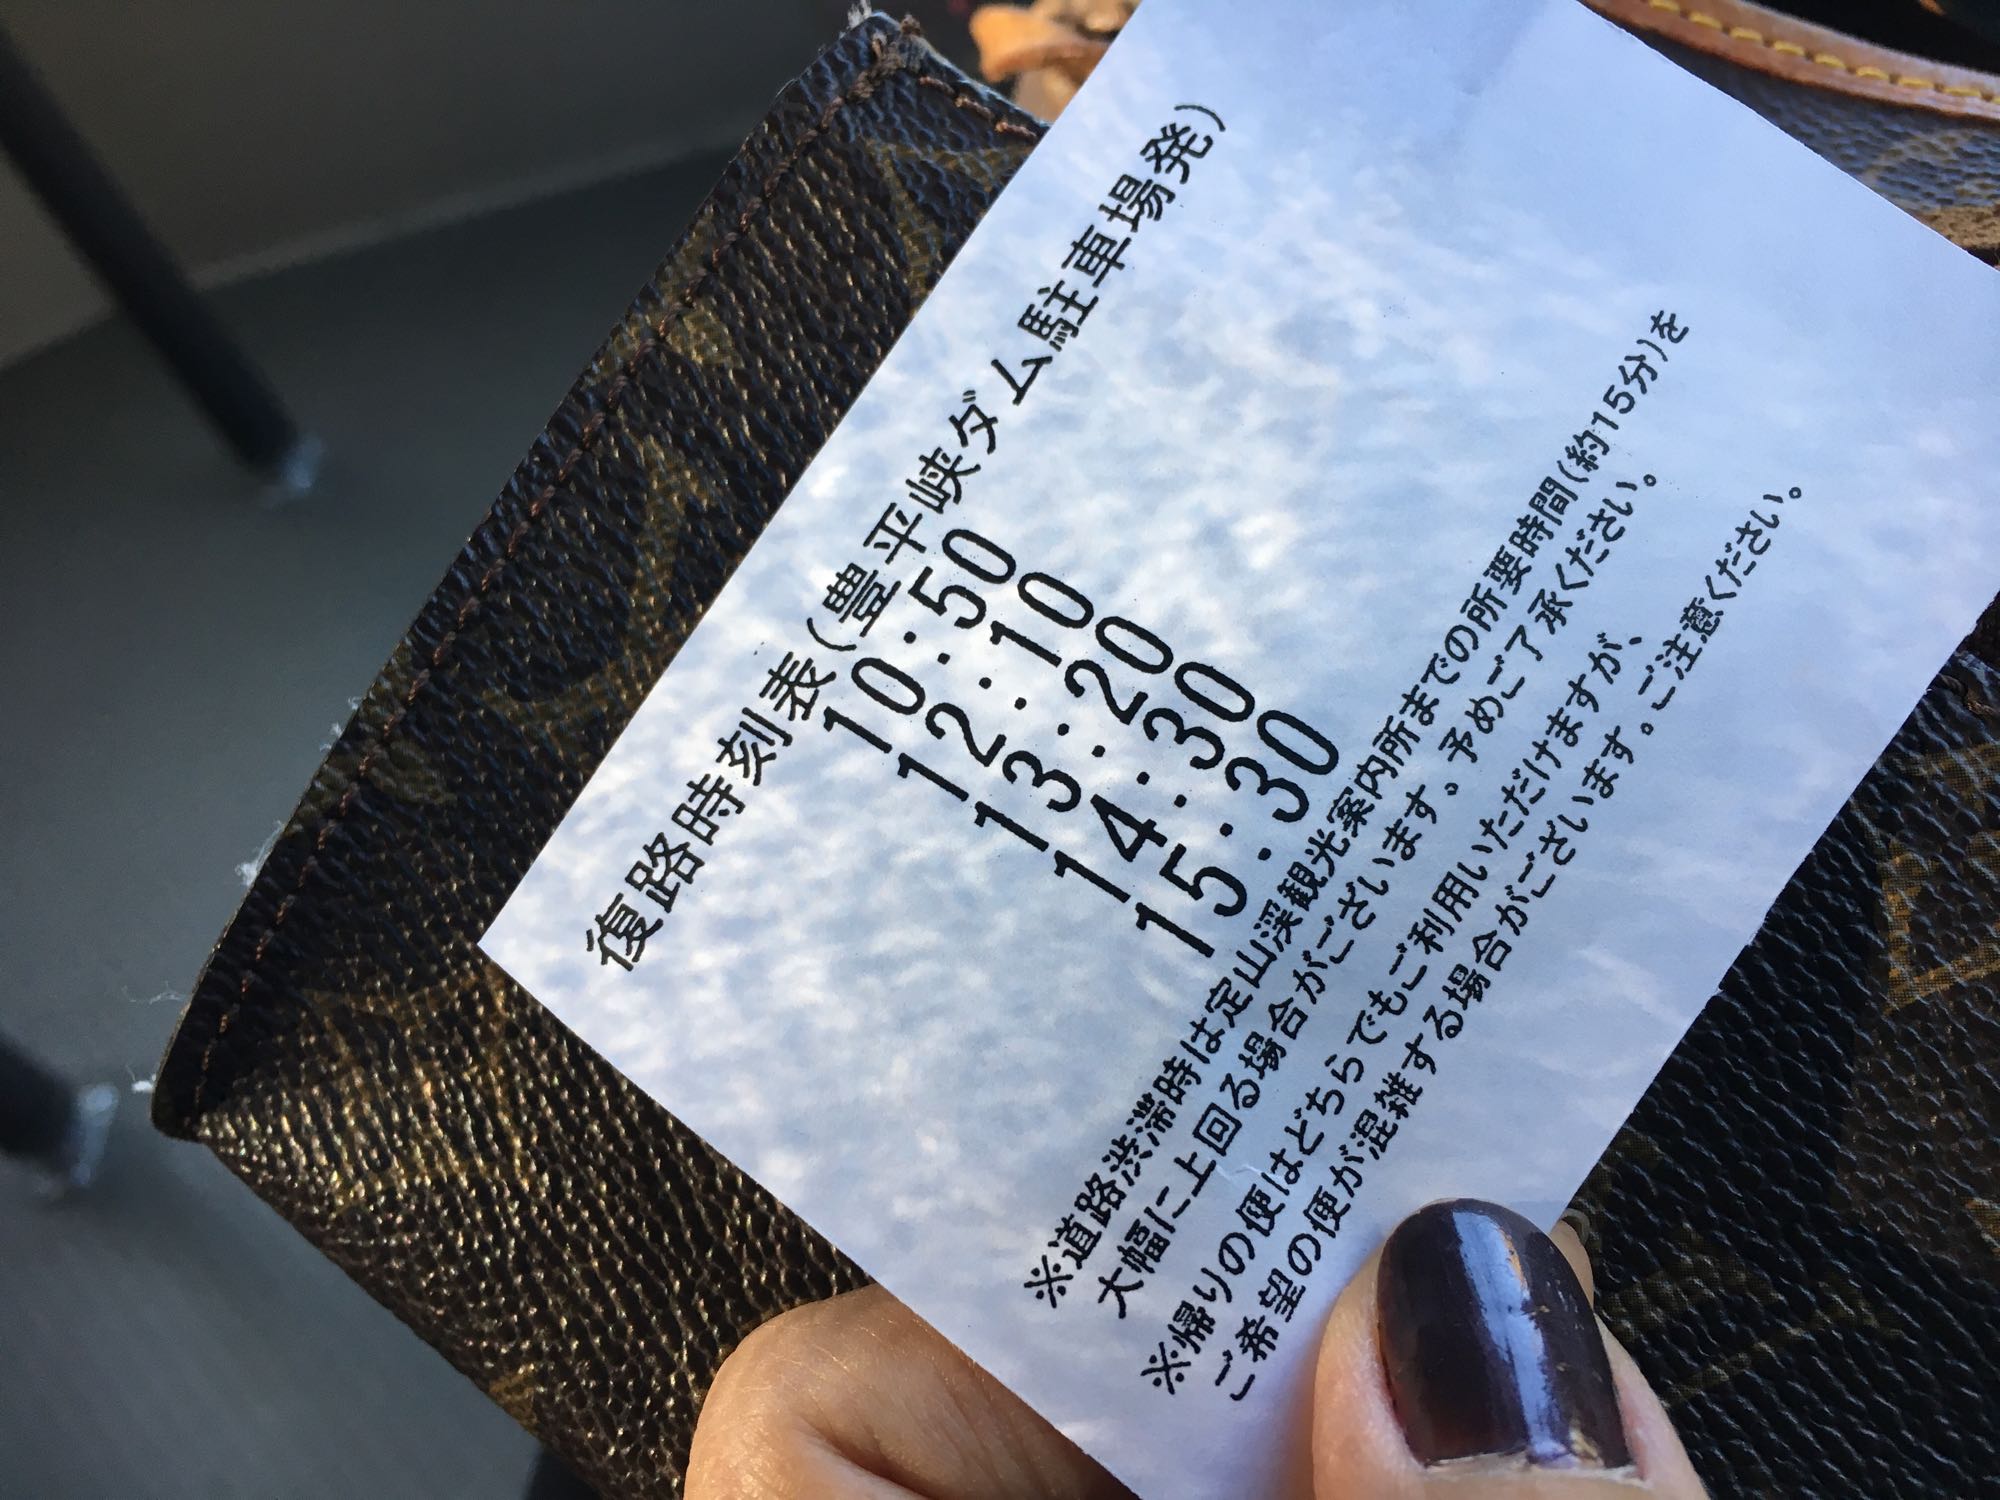 復路時刻表(豊平峡ダム駐車場発)
10:50
12:10
13:20
14:30
15:30
※道路渋滞時は定山渓観光案内所までの所要時間(約15分)を
大幅に上回る場合がございます。予めご了承ください。
※帰りの便はどちらでもご利用いただけますが、
ご希望の便が混雑する場合がございます。ご注意ください。